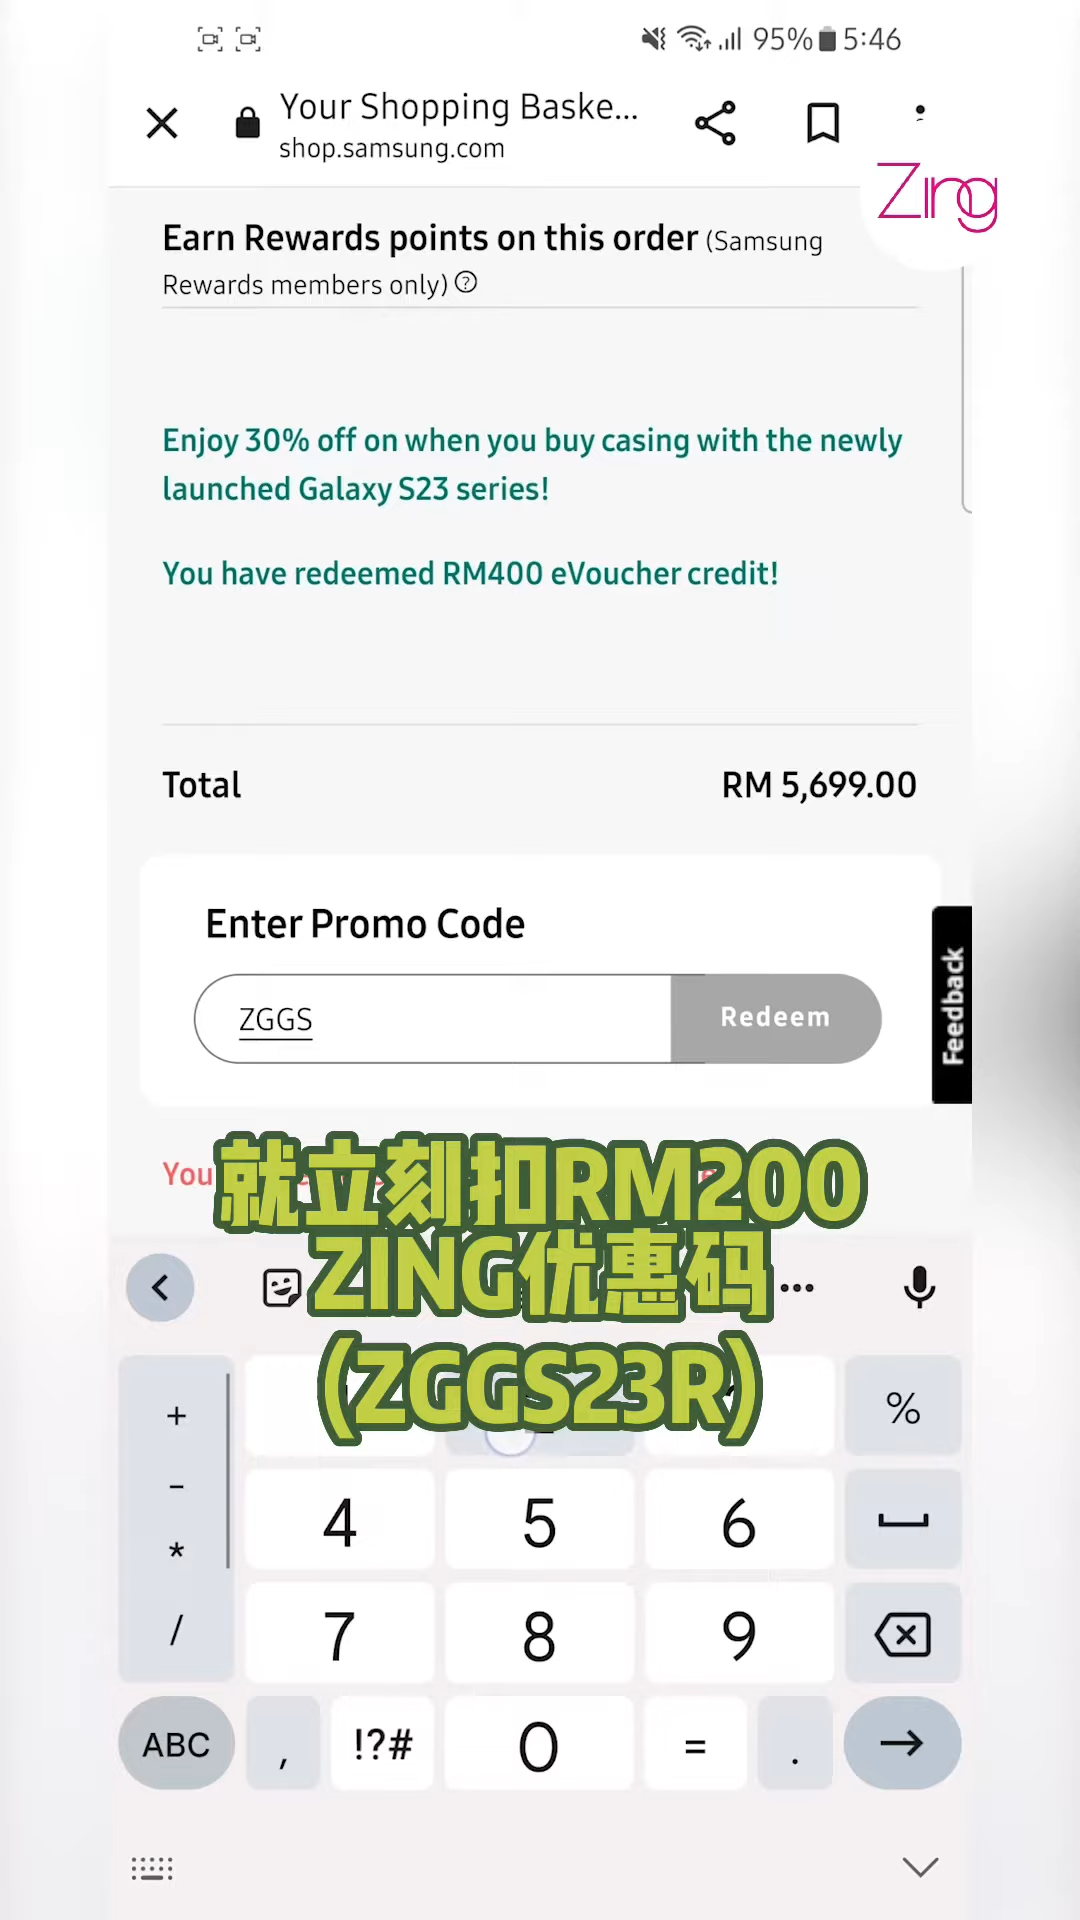 95% 5:46
Your Shopping Baske...
shop.samsung.com
Zing
Earn Rewards points on this order (Samsung
Rewards members only) ?
Enjoy 30% off on when you buy casing with the newly
launched Galaxy S23 series!
You have redeemed RM400 eVoucher credit!
Total RM 5,699.00
Enter Promo Code
ZGGS Redeem
Feedback
You
就立刻扣RM200
ZING优惠码
(ZGGS23R)
+ %
-
4 5 6
*
/ 7 8 9
ABC , !?# 0 = .